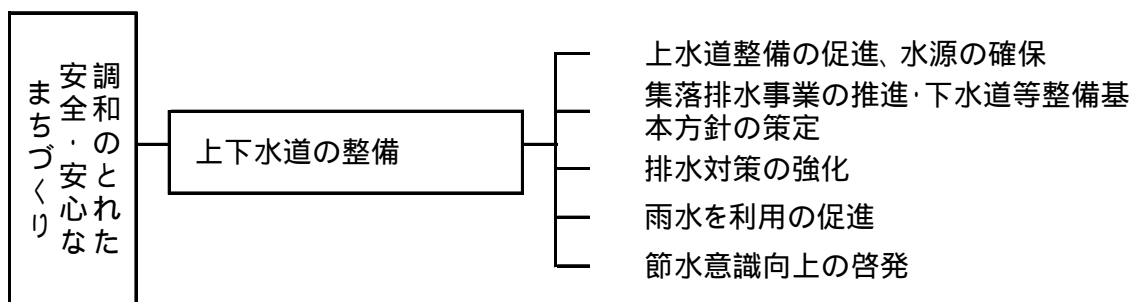 調和のとれた
安全・安心な
まちづくり
上下水道の整備
上水道整備の促進、水源の確保
集落排水事業の推進・下水道等整備基
本方針の策定
排水対策の強化
雨水を利用の促進
節水意識向上の啓発